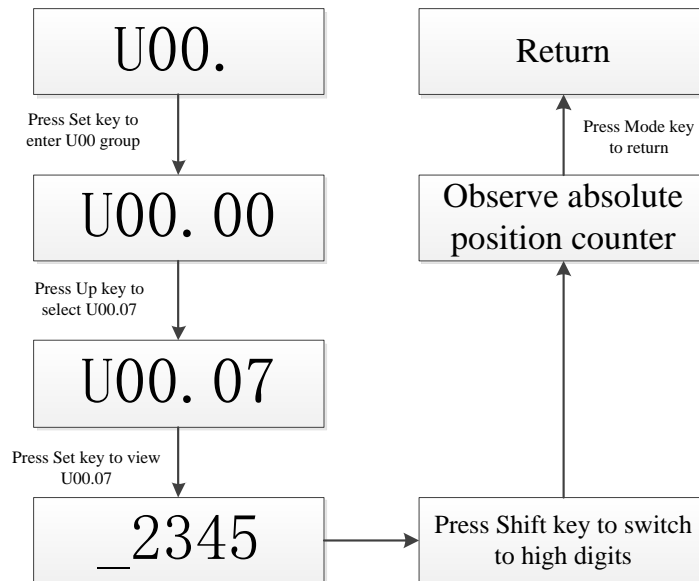 U00.
Press Set key to
enter U00 group
U00.00
Press Up key to
select U00.07
U00.07
Press Set key to view
U00.07
_2345
Press Shift key to switch
to high digits
Observe absolute
position counter
Press Mode key
to return
Return